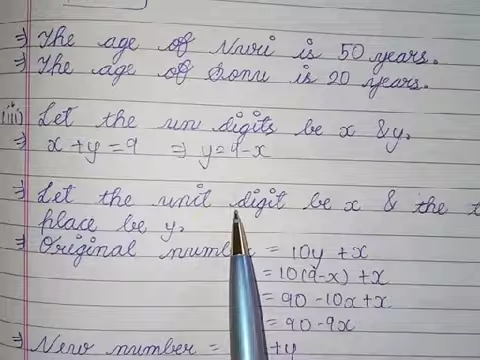 ⇒ The age of Nuri is 50 years.
⇒ The age of Sonu is 20 years.
(iii) Let the un digits be x & y.
⇒ x + y = 9 ⇒ y = 9 - x
⇒ Let the unit digit be x & the
place be y.
⇒ Original number = 10y + x
= 10(9-x) + x
= 90 - 10x + x
= 90 - 9x
⇒ New number = + y